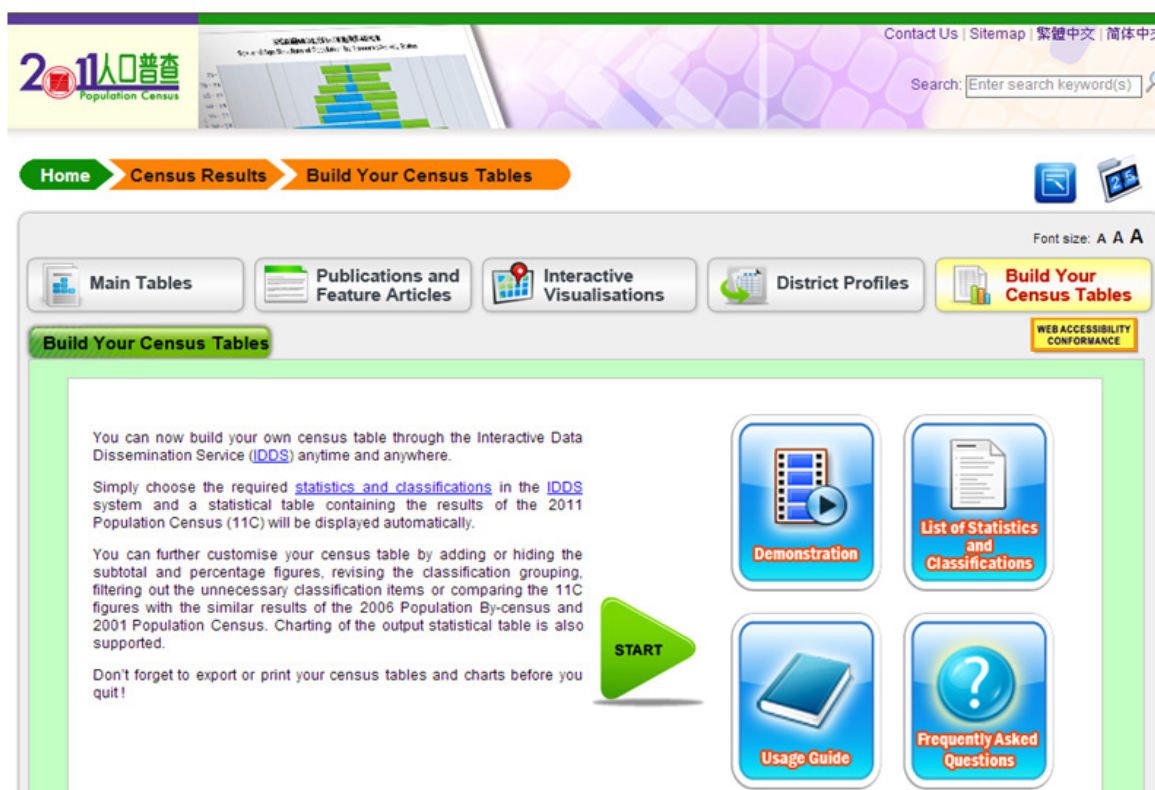 Contact Us | Sitemap | 繁體中文 | 简体中文
2011人口普查
Population Census
Search: Enter search keyword(s)
Home
Census Results
Build Your Census Tables
25
Font size: A A A
Main Tables
Publications and
Feature Articles
Interactive
Visualisations
District Profiles
Build Your
Census Tables
Build Your Census Tables
WEB ACCESSIBILITY
CONFORMANCE
You can now build your own census table through the Interactive Data
Dissemination Service (IDDS) anytime and anywhere.
Simply choose the required statistics and classifications in the IDDS
system and a statistical table containing the results of the 2011
Population Census (11C) will be displayed automatically.
You can further customise your census table by adding or hiding the
subtotal and percentage figures, revising the classification grouping,
filtering out the unnecessary classification items or comparing the 11C
figures with the similar results of the 2006 Population By-census and
2001 Population Census. Charting of the output statistical table is also
supported.
Don't forget to export or print your census tables and charts before you
quit !
START
Demonstration
List of Statistics
and
Classifications
Usage Guide
Frequently Asked
Questions